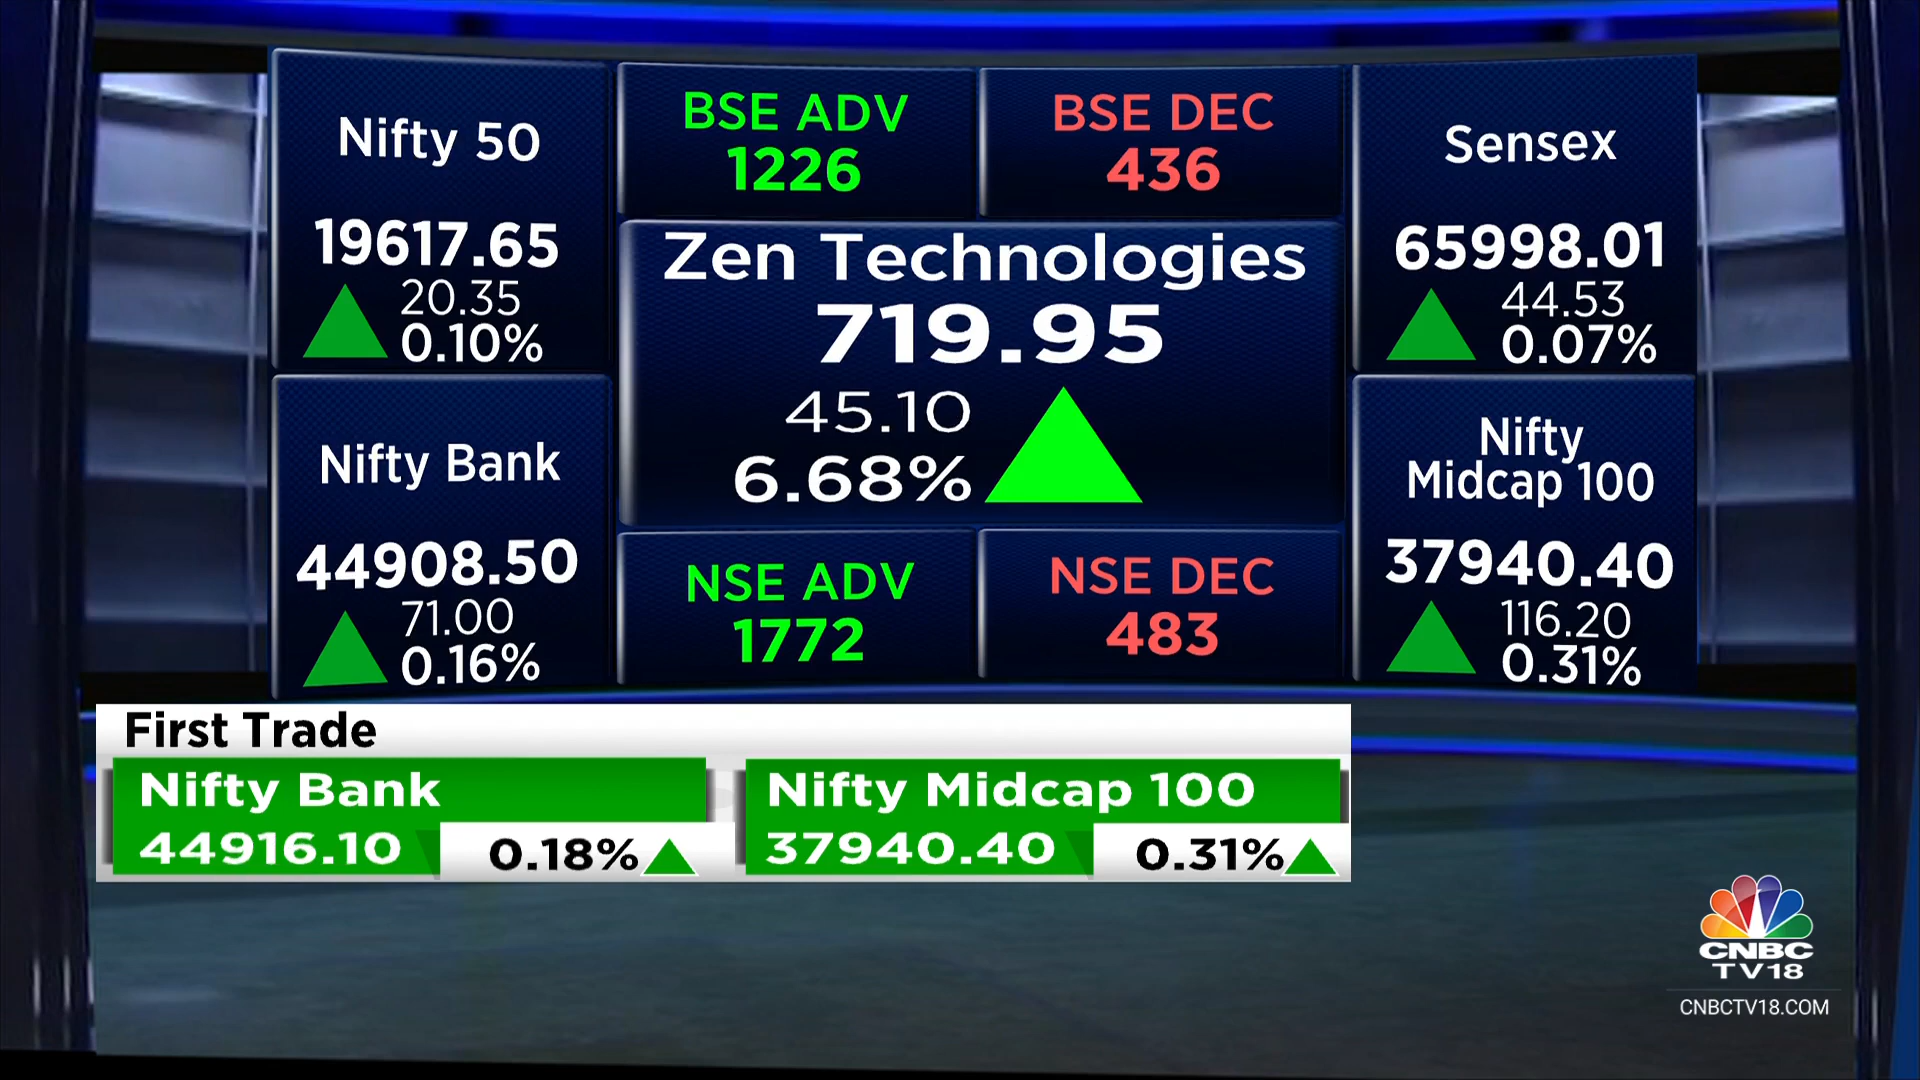 Nifty 50
19617.65
20.35
0.10%
BSE ADV
1226
BSE DEC
436
Sensex
65998.01
44.53
0.07%
Zen Technologies
719.95
45.10
6.68%
Nifty Bank
44908.50
71.00
0.16%
NSE ADV
1772
NSE DEC
483
Nifty
Midcap 100
37940.40
116.20
0.31%
First Trade
Nifty Bank
44916.10
0.18%
Nifty Midcap 100
37940.40
0.31%
CNBC
TV18
CNBCTV18.COM